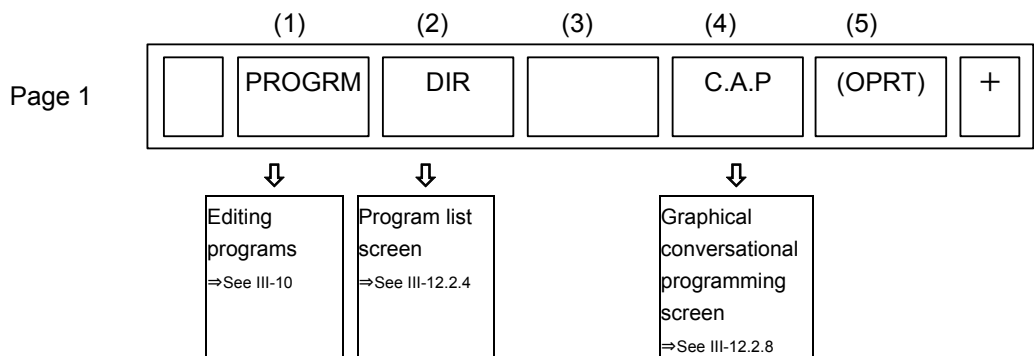 (1) (2) (3) (4) (5)
Page 1
PROGRM DIR C.A.P (OPRT) +
⇩ ⇩ ⇩
Editing
programs
⇒See III-10
Program list
screen
⇒See III-12.2.4
Graphical
conversational
programming
screen
⇒See III-12.2.8